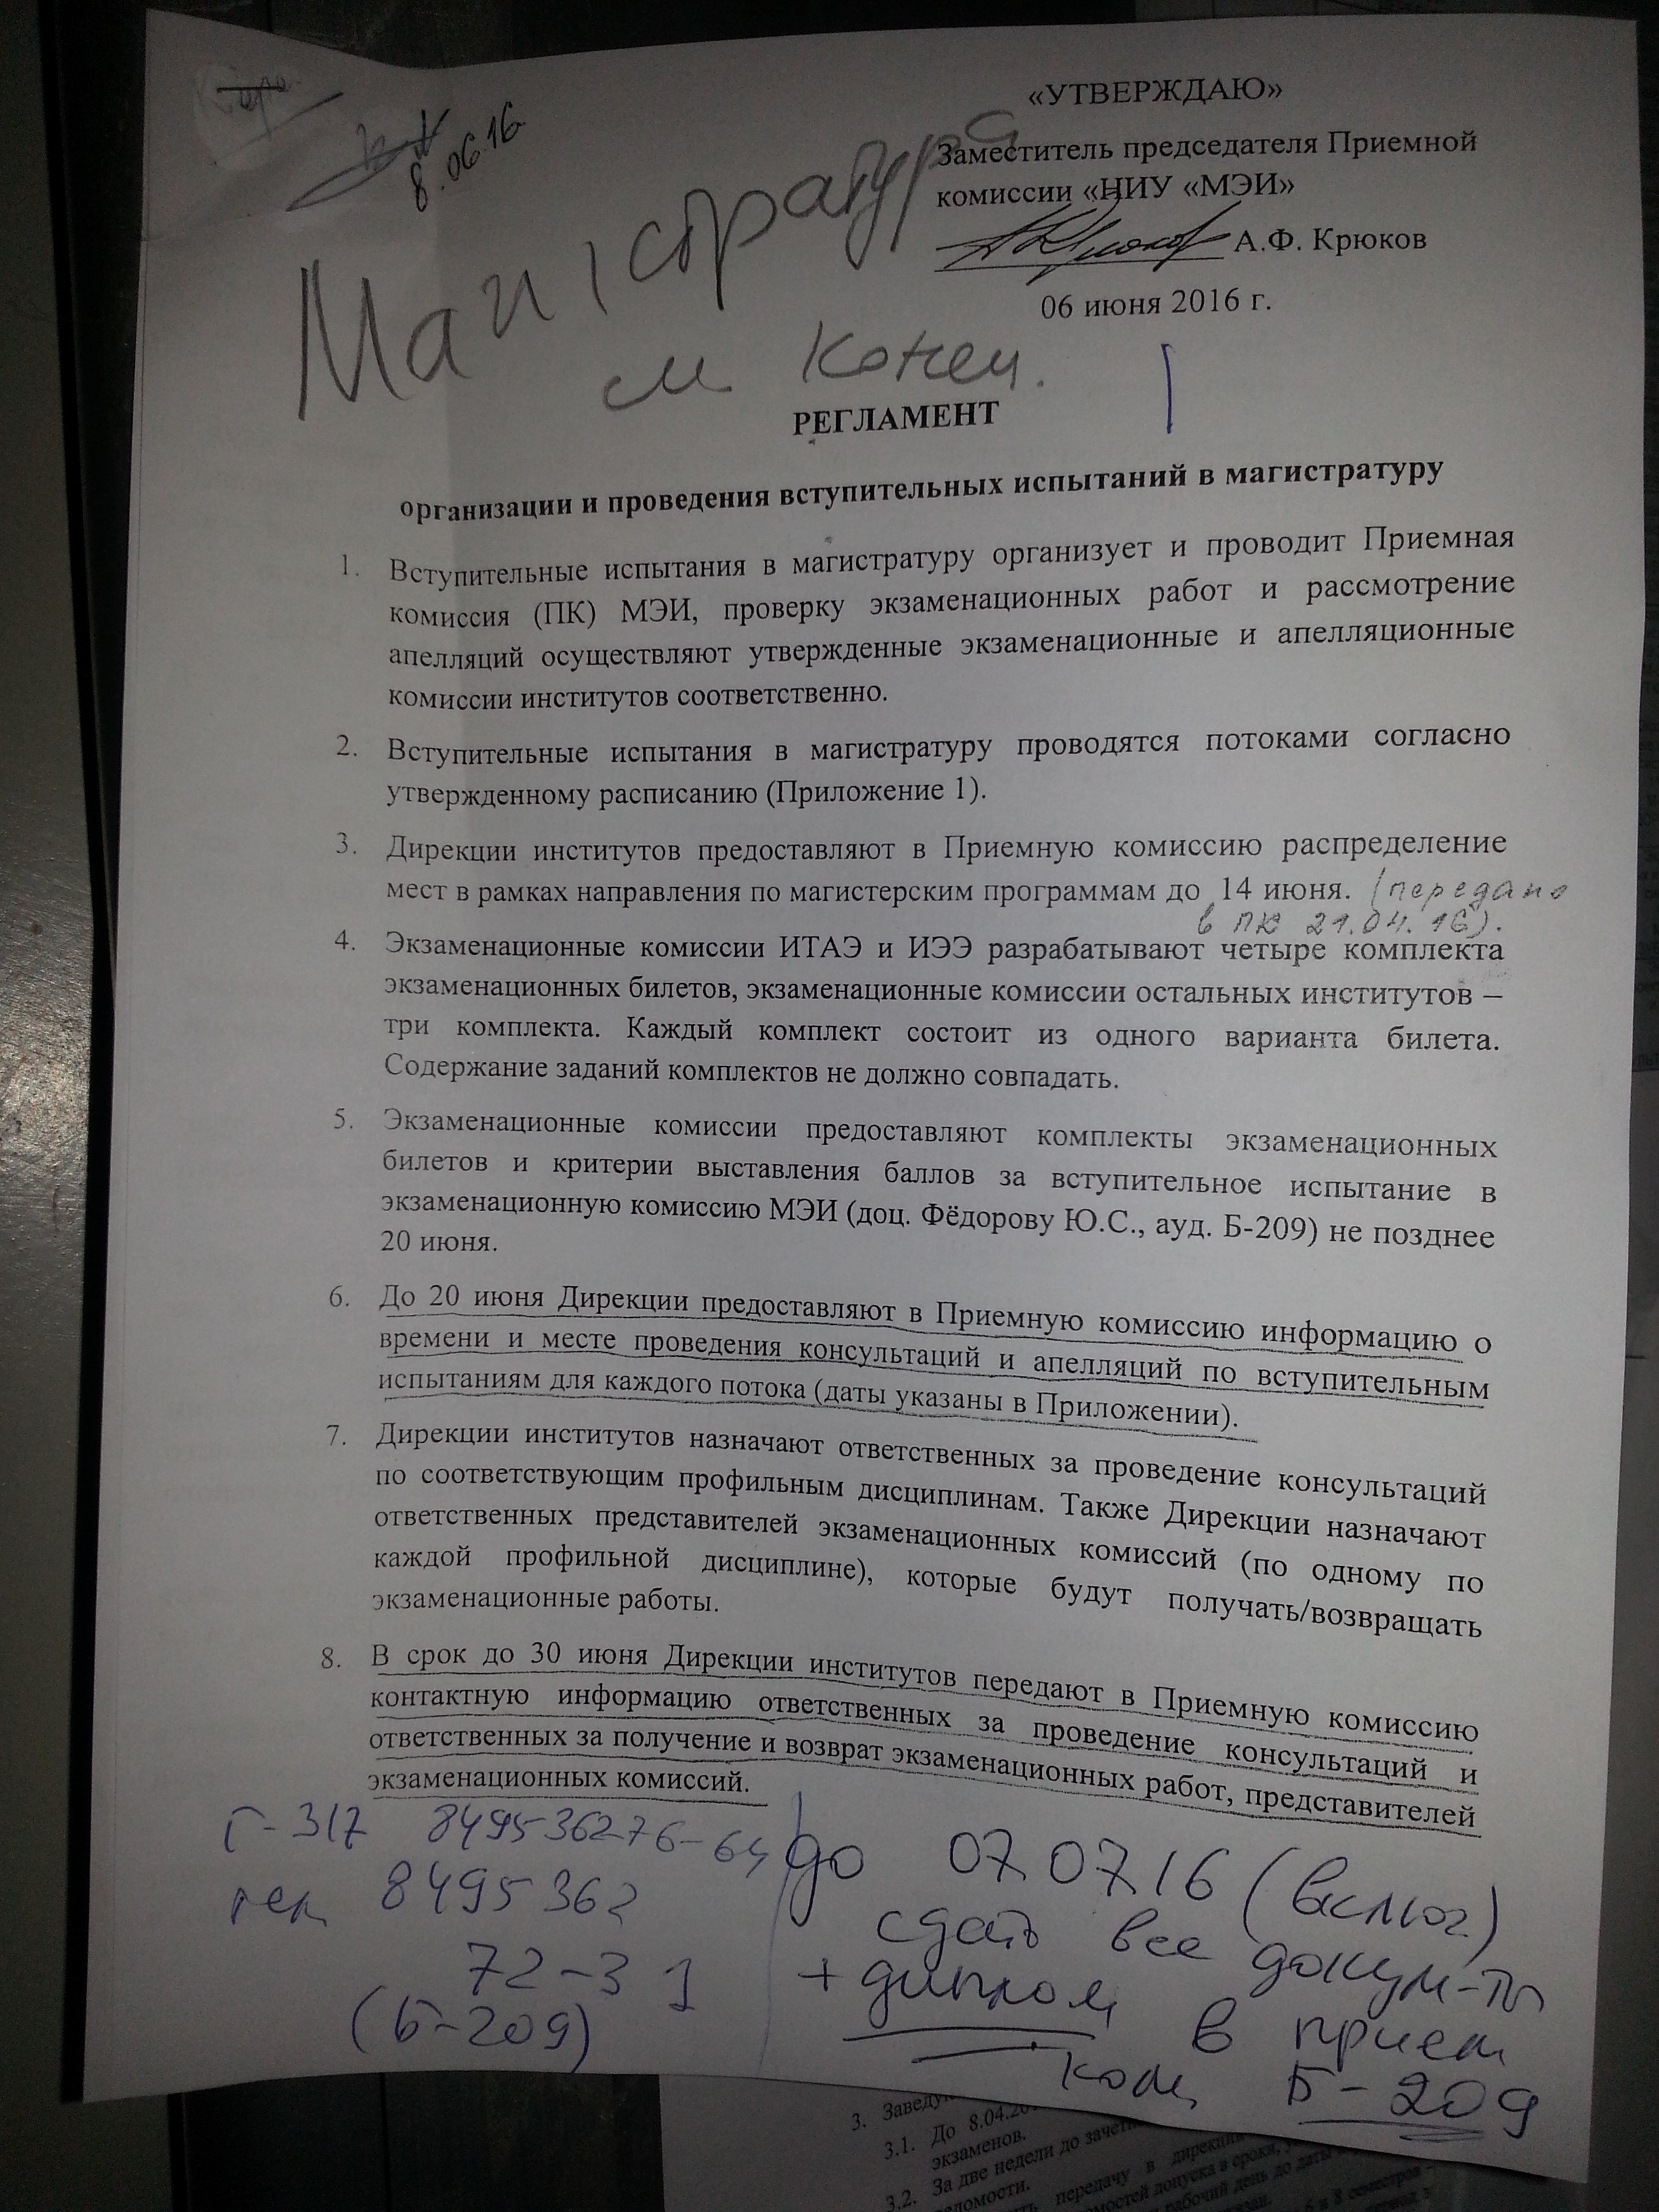 8.06.16
«УТВЕРЖДАЮ»
Заместитель председателя Приемной
комиссии «НИУ «МЭИ»
А.Ф. Крюков
06 июня 2016 г.
Магистратура
см конец.
РЕГЛАМЕНТ
организации и проведения вступительных испытаний в магистратуру
1. Вступительные испытания в магистратуру организует и проводит Приемная
комиссия (ПК) МЭИ, проверку экзаменационных работ и рассмотрение
апелляций осуществляют утвержденные экзаменационные и апелляционные
комиссии институтов соответственно.
2. Вступительные испытания в магистратуру проводятся потоками согласно
утвержденному расписанию (Приложение 1).
3. Дирекции институтов предоставляют в Приемную комиссию распределение
мест в рамках направления по магистерским программам до 14 июня. (передано
в ПК 21.04.16).
4. Экзаменационные комиссии ИТАЭ и ИЭЭ разрабатывают четыре комплекта
экзаменационных билетов, экзаменационные комиссии остальных институтов –
три комплекта. Каждый комплект состоит из одного варианта билета.
Содержание заданий комплектов не должно совпадать.
5. Экзаменационные комиссии предоставляют комплекты экзаменационных
билетов и критерии выставления баллов за вступительное испытание в
экзаменационную комиссию МЭИ (доц. Фёдорову Ю.С., ауд. Б-209) не позднее
20 июня.
6. До 20 июня Дирекции предоставляют в Приемную комиссию информацию о
времени и месте проведения консультаций и апелляций по вступительным
испытаниям для каждого потока (даты указаны в Приложении).
7. Дирекции институтов назначают ответственных за проведение консультаций
по соответствующим профильным дисциплинам. Также Дирекции назначают
ответственных представителей экзаменационных комиссий (по одному по
каждой профильной дисциплине), которые будут получать/возвращать
экзаменационные работы.
8. В срок до 30 июня Дирекции институтов передают в Приемную комиссию
контактную информацию ответственных за проведение консультаций и
ответственных за получение и возврат экзаменационных работ, представителей
экзаменационных комиссий.
Г-317 849536276-64
тел 8495362
72-31
(Б-209)
до 07.07.16 (включ.)
сдать все докум-ты
+ диплом
в прием
ком Б-209
3. Заведу
3.1. До 8.04.20
экзаменов.
3.2. За две недели до зачетн
ведомости.
передачу в дирекци